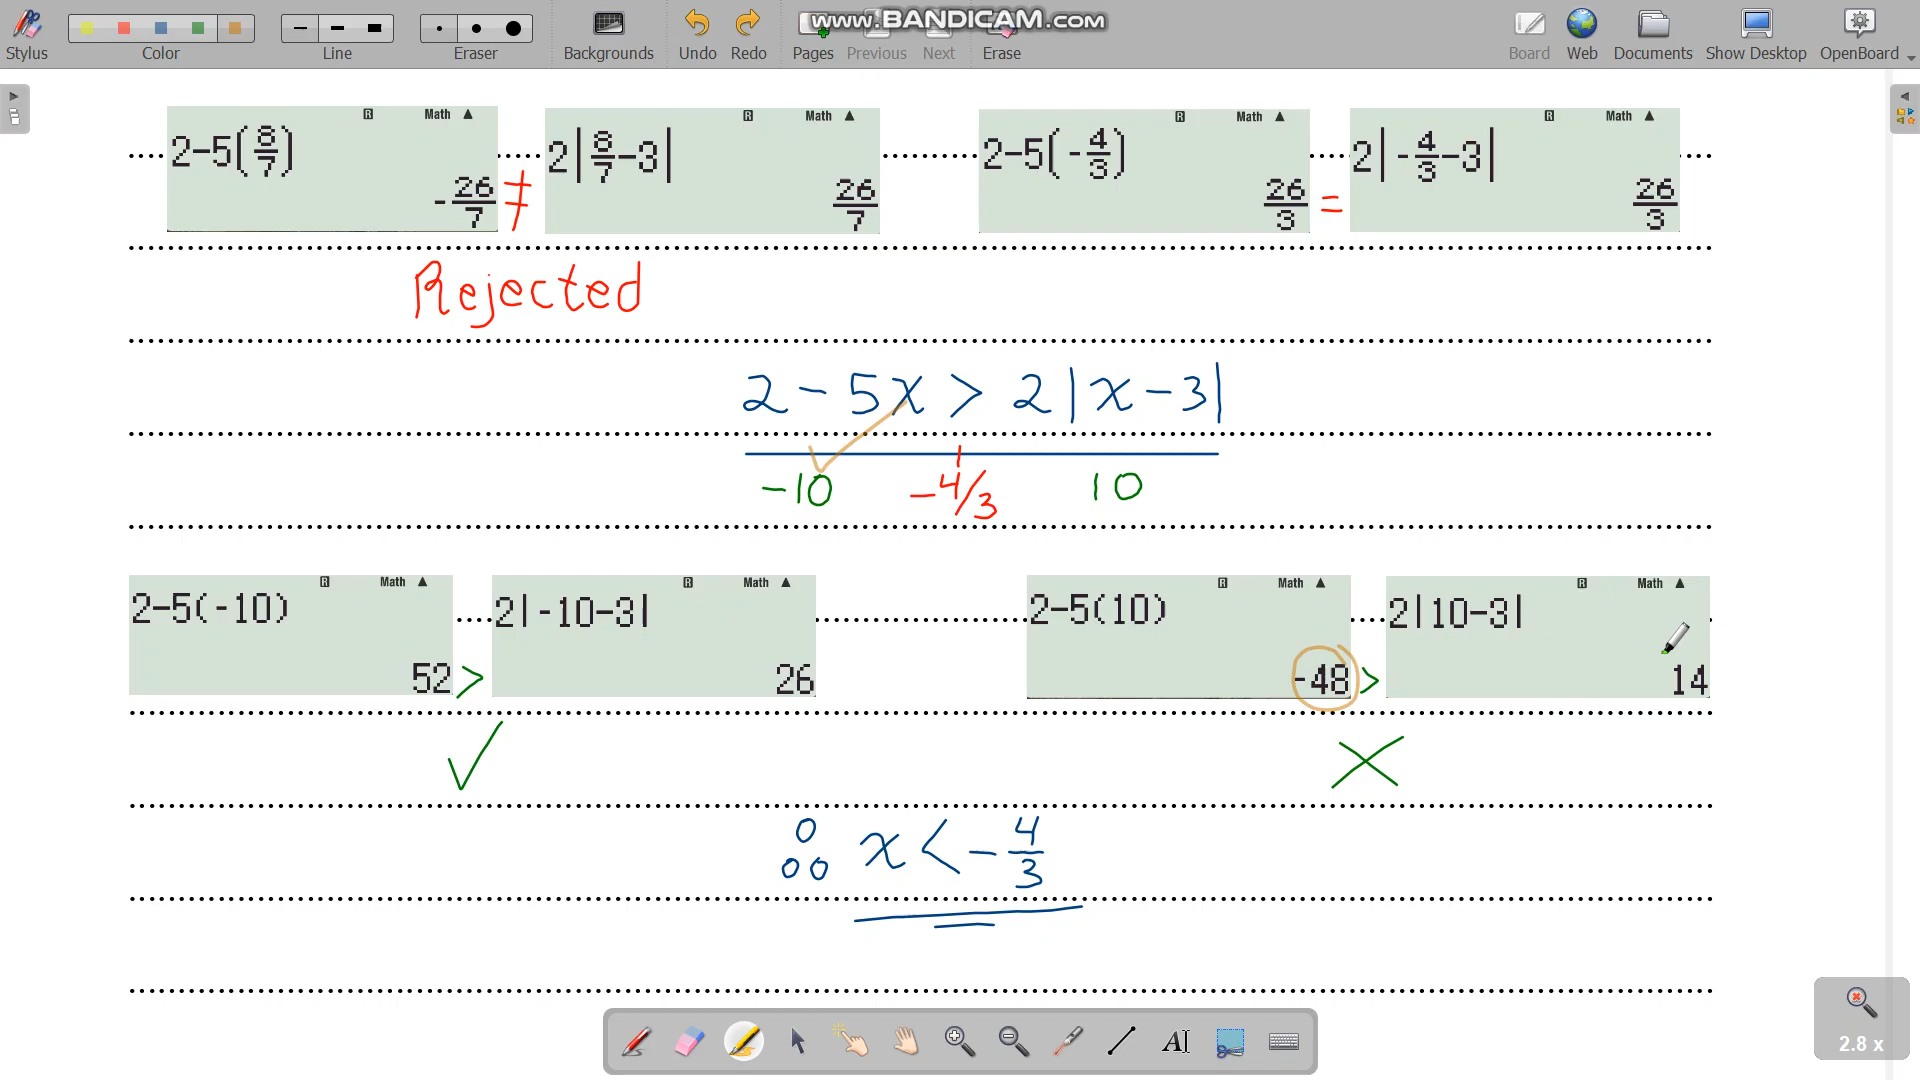 www.BANDICAM.com
Stylus Color Line Eraser Backgrounds Undo Redo Pages Previous Next Erase Board Web Documents Show Desktop OpenBoard
R Math ▲ R Math ▲ R Math ▲ R Math ▲
2-5(8/7) 2|8/7-3| 2-5(-4/3) 2|-4/3-3|
-26/7 ≠ 26/7 26/3 = 26/3
Rejected
2 - 5x > 2|x-3|
-10 -4/3 10
R Math ▲ R Math ▲ R Math ▲ R Math ▲
2-5(-10) 2|-10-3| 2-5(10) 2|10-3|
52 > 26 -48 > 14
∴ x < -4/3
AI
2.8 x